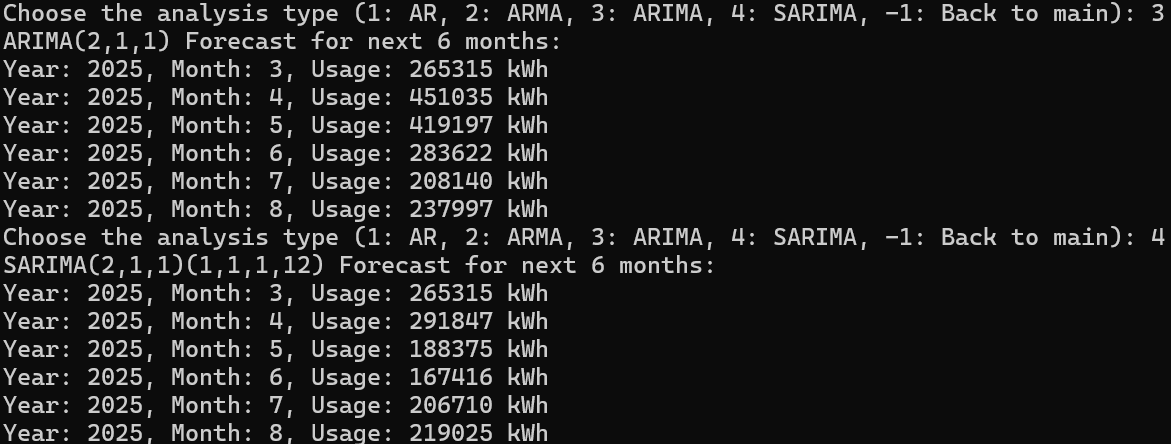 Choose the analysis type (1: AR, 2: ARMA, 3: ARIMA, 4: SARIMA, -1: Back to main): 3
ARIMA(2,1,1) Forecast for next 6 months:
Year: 2025, Month: 3, Usage: 265315 kWh
Year: 2025, Month: 4, Usage: 451035 kWh
Year: 2025, Month: 5, Usage: 419197 kWh
Year: 2025, Month: 6, Usage: 283622 kWh
Year: 2025, Month: 7, Usage: 208140 kWh
Year: 2025, Month: 8, Usage: 237997 kWh
Choose the analysis type (1: AR, 2: ARMA, 3: ARIMA, 4: SARIMA, -1: Back to main): 4
SARIMA(2,1,1)(1,1,1,12) Forecast for next 6 months:
Year: 2025, Month: 3, Usage: 265315 kWh
Year: 2025, Month: 4, Usage: 291847 kWh
Year: 2025, Month: 5, Usage: 188375 kWh
Year: 2025, Month: 6, Usage: 167416 kWh
Year: 2025, Month: 7, Usage: 206710 kWh
Year: 2025, Month: 8, Usage: 219025 kWh